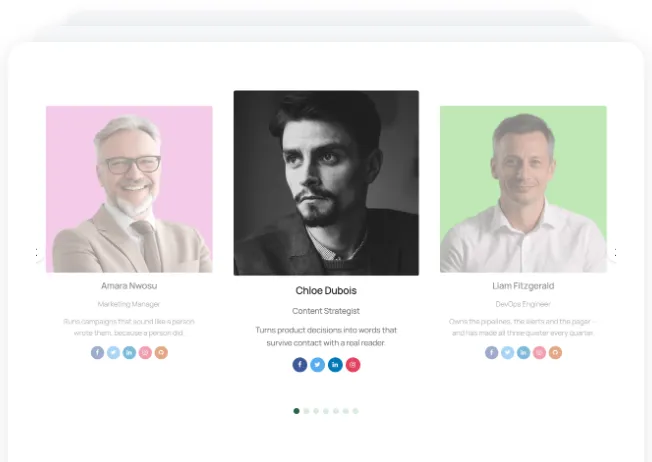 Amara Nwosu
Marketing Manager
Runs campaigns that sound like a person
wrote them, because a person did.
Chloe Dubois
Content Strategist
Turns product decisions into words that
survive contact with a real reader.
Liam Fitzgerald
DevOps Engineer
Owns the pipelines, the alerts and the pager –
and has made all three quieter every quarter.